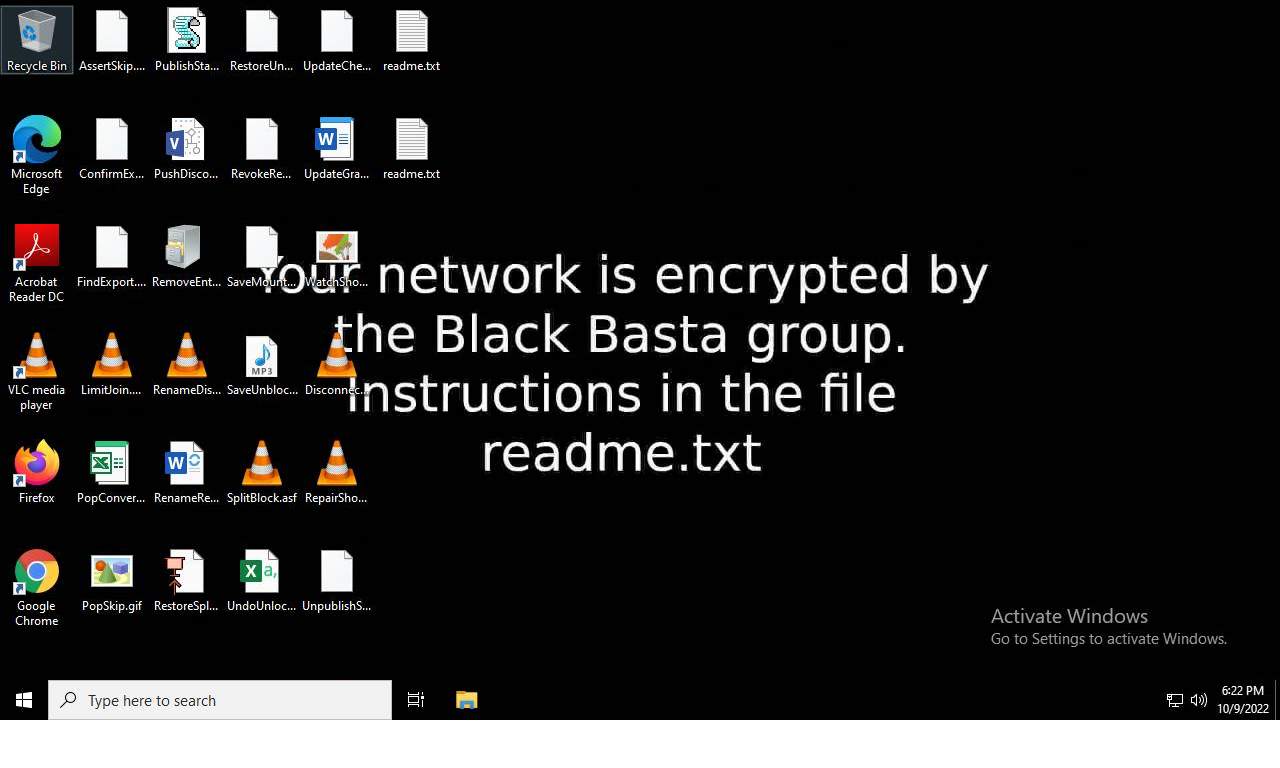 Recycle Bin
AssertSkip....
PublishSta...
RestoreUn...
UpdateChe...
readme.txt
Microsoft
Edge
ConfirmEx...
PushDisco...
RevokeRe...
UpdateGra...
readme.txt
Acrobat
Reader DC
FindExport....
RemoveEnt...
SaveMount...
WatchSho...
VLC media
player
LimitJoin....
RenameDis...
SaveUnbloc...
MP3
Disconnec...
Firefox
PopConver...
RenameRe...
SplitBlock.asf
RepairSho...
Google
Chrome
PopSkip.gif
RestoreSpl...
UndoUnloc...
UnpublishS...
Your network is encrypted by
the Black Basta group.
Instructions in the file
readme.txt
Activate Windows
Go to Settings to activate Windows.
Type here to search
6:22 PM
10/9/2022